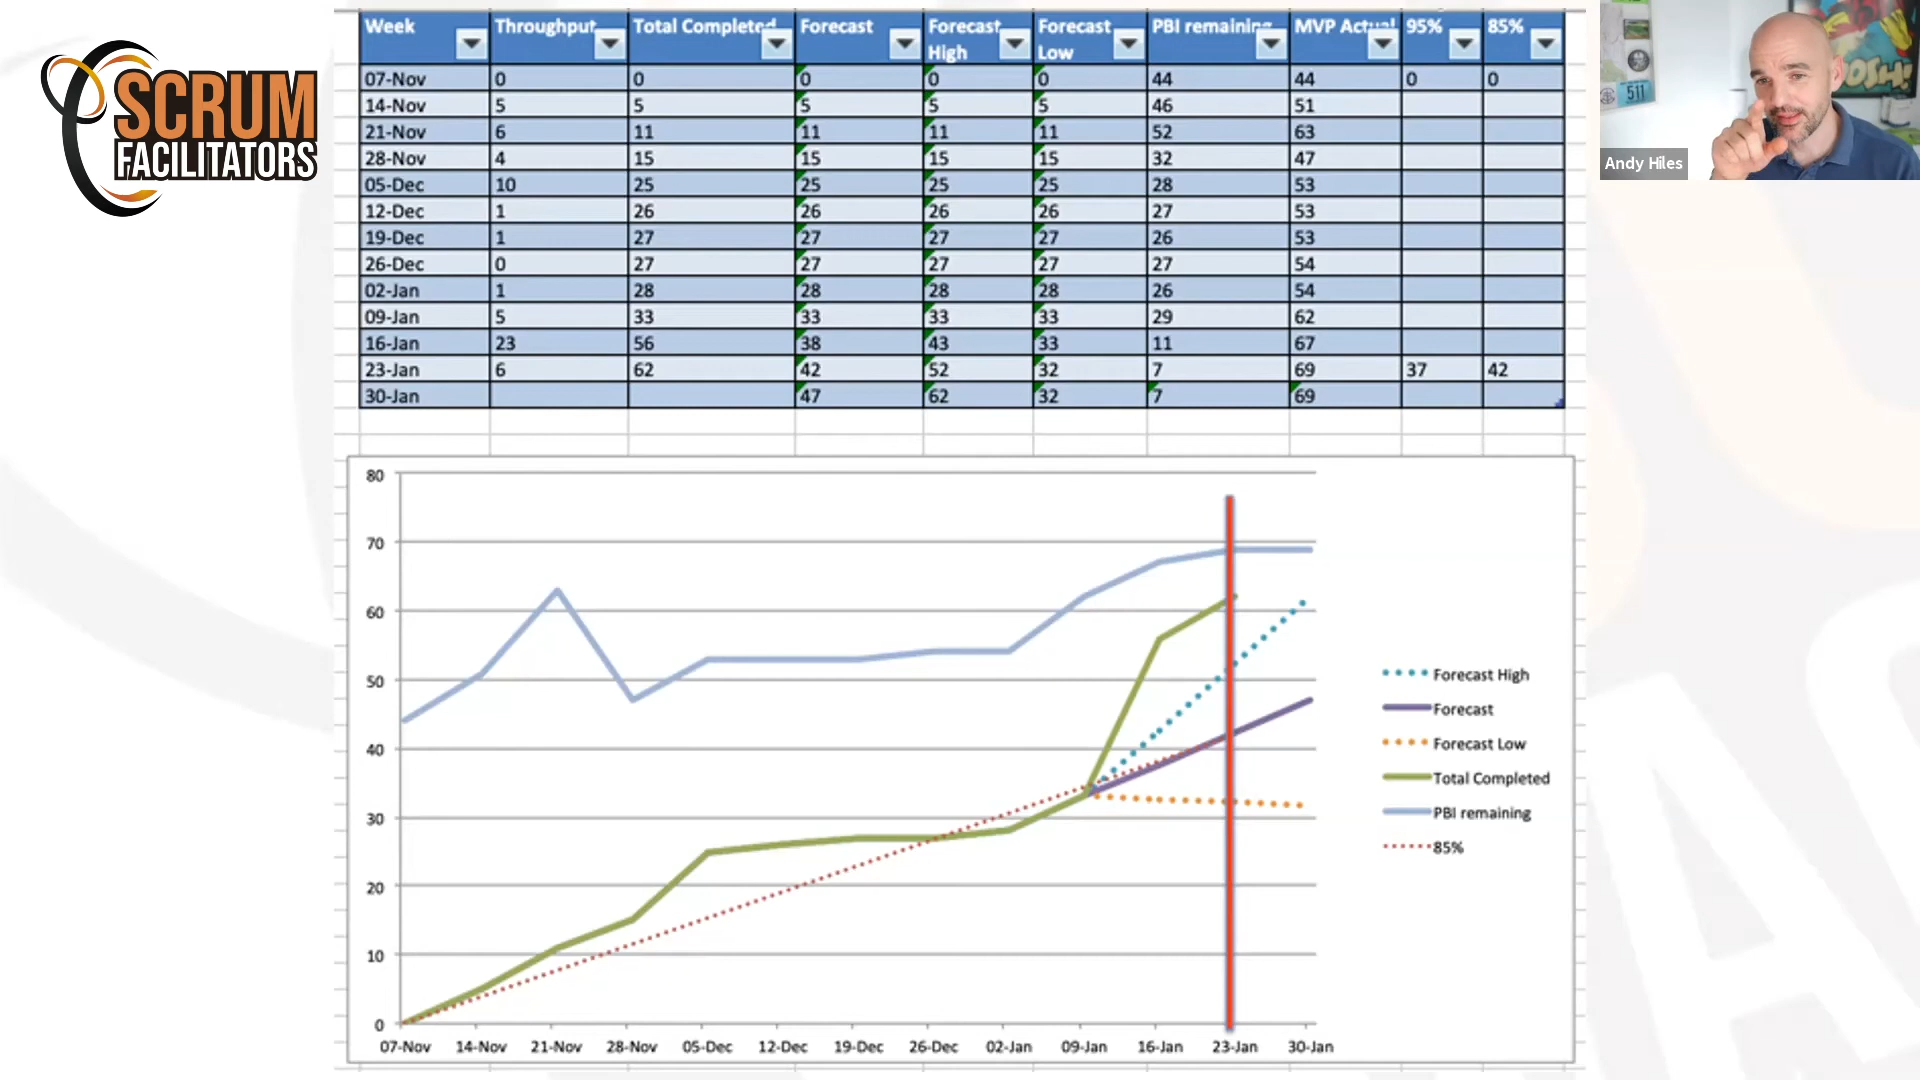 SCRUM
FACILITATORS
Week Throughput Total Completed Forecast Forecast High Forecast Low PBI remaining MVP Actual 95% 85%
07-Nov 0 0 0 0 0 44 44 0 0
14-Nov 5 5 5 5 5 46 51
21-Nov 6 11 11 11 11 52 63
28-Nov 4 15 15 15 15 32 47
05-Dec 10 25 25 25 25 28 53
12-Dec 1 26 26 26 26 27 53
19-Dec 1 27 27 27 27 26 53
26-Dec 0 27 27 27 27 27 54
02-Jan 1 28 28 28 28 26 54
09-Jan 5 33 33 33 33 29 62
16-Jan 23 56 38 43 33 11 67
23-Jan 6 62 42 52 32 7 69 37 42
30-Jan 47 62 32 7 69
80
70
60
50
40
30
20
10
0
07-Nov 14-Nov 21-Nov 28-Nov 05-Dec 12-Dec 19-Dec 26-Dec 02-Jan 09-Jan 16-Jan 23-Jan 30-Jan
Forecast High
Forecast
Forecast Low
Total Completed
PBI remaining
85%
511
OSH!
Andy Hiles